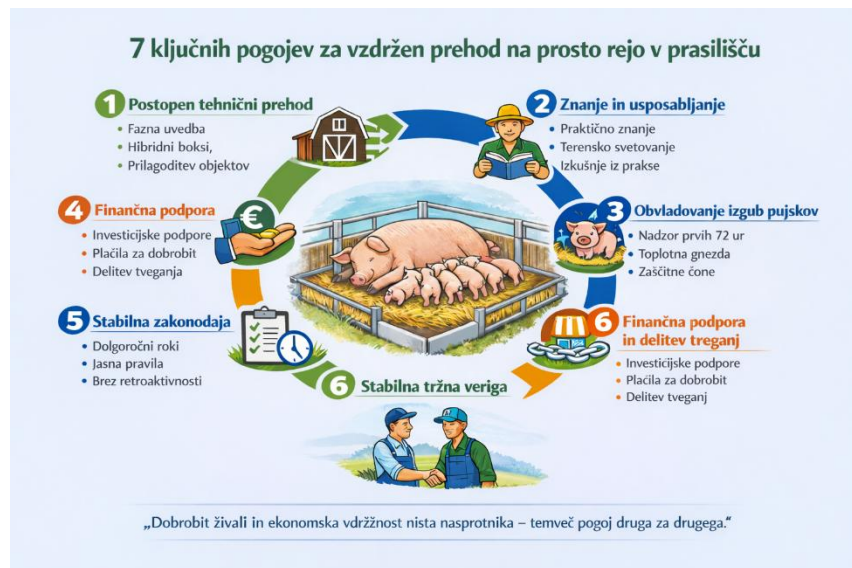 7 ključnih pogojev za vzdržen prehod na prosto rejo v prasilišču
1 Postopen tehnični prehod
• Fazna uvedba
• Hibridni boksi,
• Prilagoditev objektov
2 Znanje in usposabljanje
• Praktično znanje
• Terensko svetovanje
• Izkušnje iz prakse
3 Obvladovanje izgub pujskov
• Nadzor prvih 72 ur
• Toplotna gnezda
• Zaščitne čone
4 Finančna podpora
• Investicijske podpore
• Plačila za dobrobit
• Delitev tveganja
€
5 Stabilna zakonodaja
• Dolgoročni roki
• Jasna pravila
• Brez retroaktivnosti
6 Finančna podpora
in delitev treganj
• Investicijske podpore
• Plačila za dobrobit
• Delitev tveganj
6 Stabilna tržna veriga
„Dobrobit živali in ekonomska vdržžnost nista nasprotnika – temveč pogoj druga za drugega.“